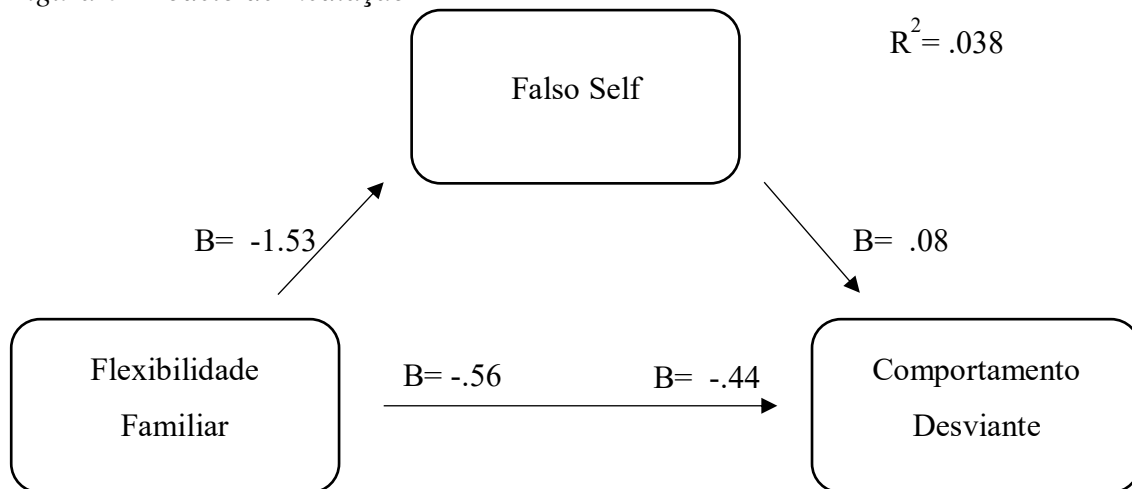 R²= .038
Falso Self
B= -1.53
B= .08
Flexibilidade
Familiar
B= -.56
B= -.44
Comportamento
Desviante